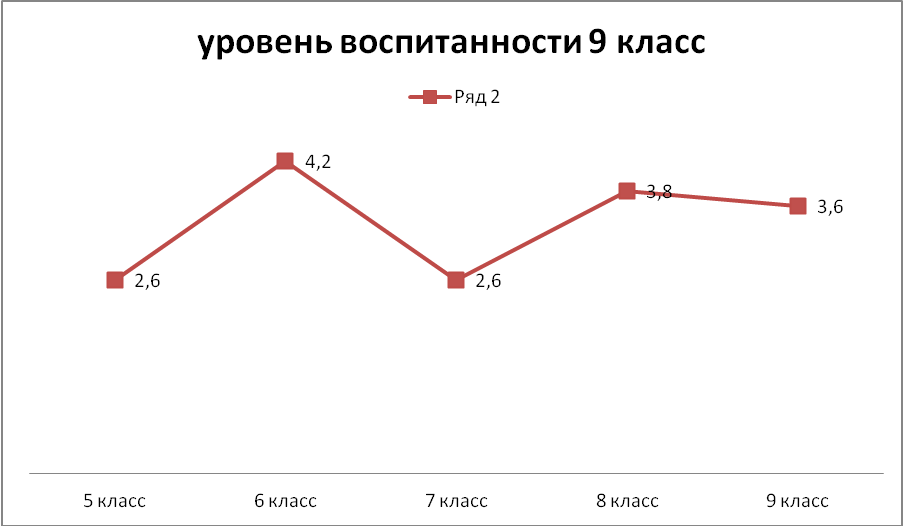 уровень воспитанности 9 класс
Ряд 2
4,2
3,8
3,6
2,6
2,6
5 класс
6 класс
7 класс
8 класс
9 класс